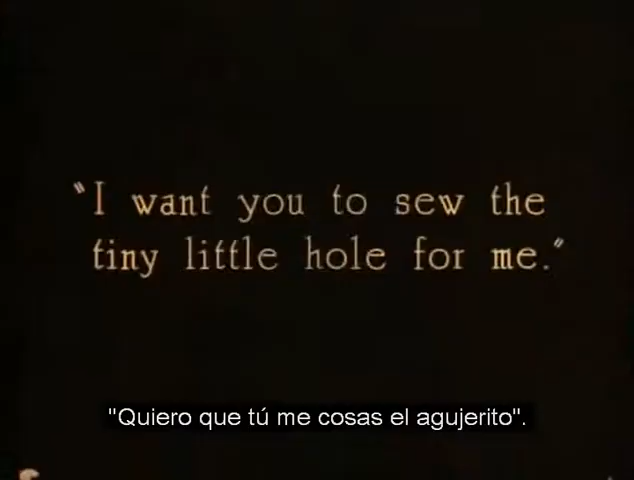 "I want you to sew the
tiny little hole for me."
"Quiero que tú me cosas el agujerito".